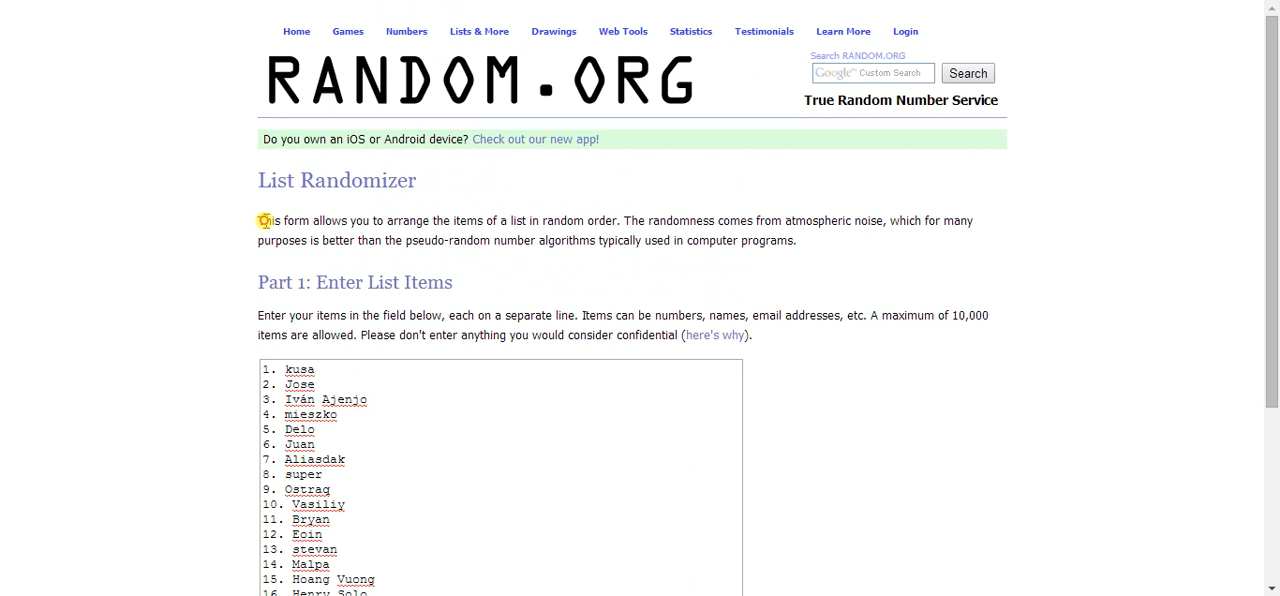 Home Games Numbers Lists & More Drawings Web Tools Statistics Testimonials Learn More Login
RANDOM.ORG
Search RANDOM.ORG
Google Custom Search Search
True Random Number Service
Do you own an iOS or Android device? Check out our new app!
List Randomizer
This form allows you to arrange the items of a list in random order. The randomness comes from atmospheric noise, which for many
purposes is better than the pseudo-random number algorithms typically used in computer programs.
Part 1: Enter List Items
Enter your items in the field below, each on a separate line. Items can be numbers, names, email addresses, etc. A maximum of 10,000
items are allowed. Please don't enter anything you would consider confidential (here's why).
1. kusa
2. Jose
3. Iván Ajenjo
4. mieszko
5. Delo
6. Juan
7. Aliasdak
8. super
9. Ostraq
10. Vasiliy
11. Bryan
12. Eoin
13. stevan
14. Malpa
15. Hoang Vuong
16. Henry Solo